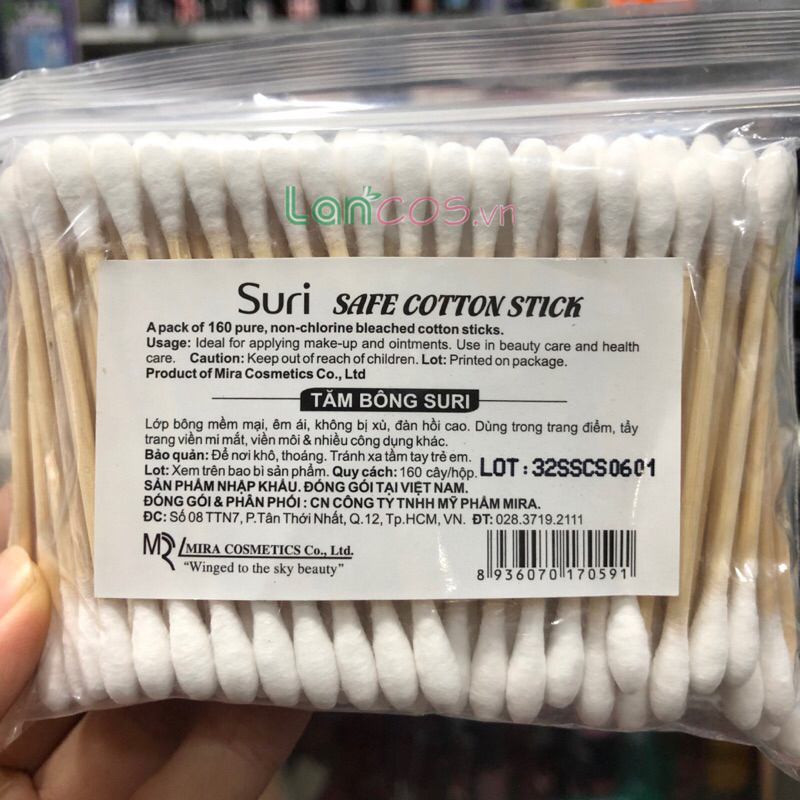 Lancos.vn
Suri SAFE COTTON STICK
A pack of 160 pure, non-chlorine bleached cotton sticks.
Usage: Ideal for applying make-up and ointments. Use in beauty care and health
care. Caution: Keep out of reach of children. Lot: Printed on package.
Product of Mira Cosmetics Co., Ltd
TĂM BÔNG SURI
Lớp bông mềm mại, êm ái, không bị xù, đàn hồi cao. Dùng trong trang điểm, tẩy
trang viền mi mắt, viền môi & nhiều công dụng khác.
Bảo quản: Để nơi khô, thoáng. Tránh xa tầm tay trẻ em.
Lot: Xem trên bao bì sản phẩm. Quy cách: 160 cây/hộp. LOT: 32SSCS0601
SẢN PHẨM NHẬP KHẨU. ĐÓNG GÓI TẠI VIỆT NAM.
ĐÓNG GÓI & PHÂN PHỐI : CN CÔNG TY TNHH MỸ PHẨM MIRA.
ĐC: Số 08 TTN7, P.Tân Thới Nhất, Q.12, Tp.HCM, VN. ĐT: 028.3719.2111
MR MIRA COSMETICS Co., Ltd.
"Winged to the sky beauty"
8 936070 170591